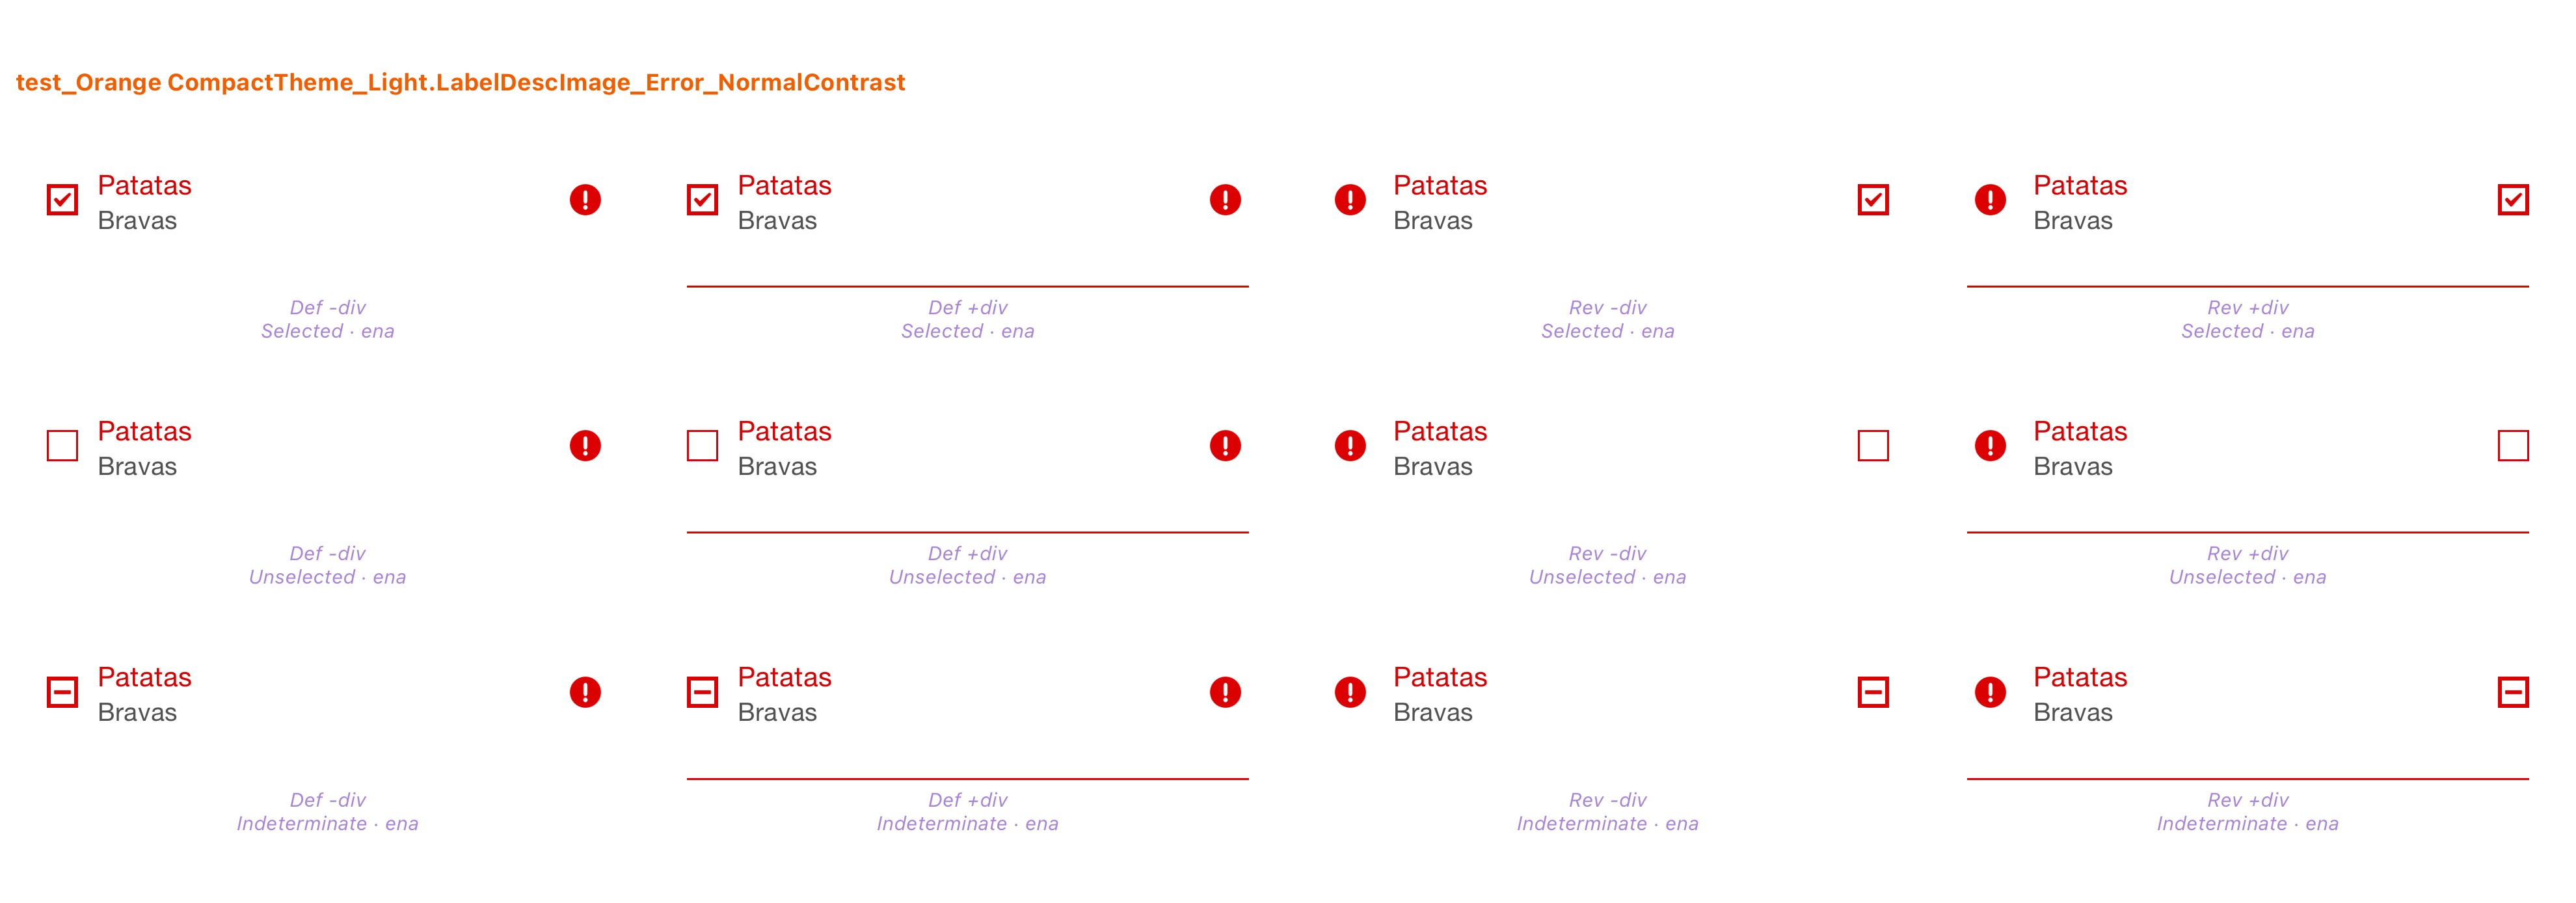 test_Orange CompactTheme_Light.LabelDescImage_Error_NormalContrast
Patatas
Bravas
Def -div
Selected · ena
Patatas
Bravas
Def +div
Selected · ena
Patatas
Bravas
Rev -div
Selected · ena
Patatas
Bravas
Rev +div
Selected · ena
Patatas
Bravas
Def -div
Unselected · ena
Patatas
Bravas
Def +div
Unselected · ena
Patatas
Bravas
Rev -div
Unselected · ena
Patatas
Bravas
Rev +div
Unselected · ena
Patatas
Bravas
Def -div
Indeterminate · ena
Patatas
Bravas
Def +div
Indeterminate · ena
Patatas
Bravas
Rev -div
Indeterminate · ena
Patatas
Bravas
Rev +div
Indeterminate · ena